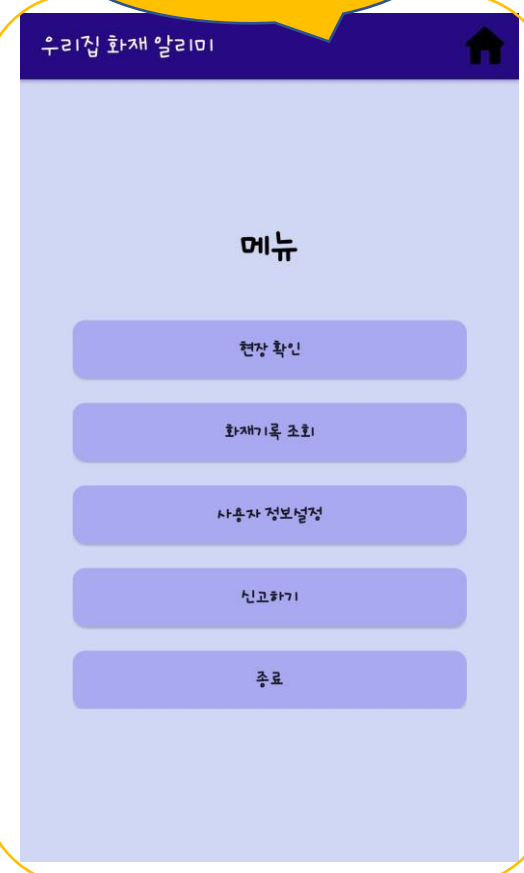 우리집 화재 알리미
메뉴
현장 확인
화재기록 조회
사용자 정보설정
신고하기
종료